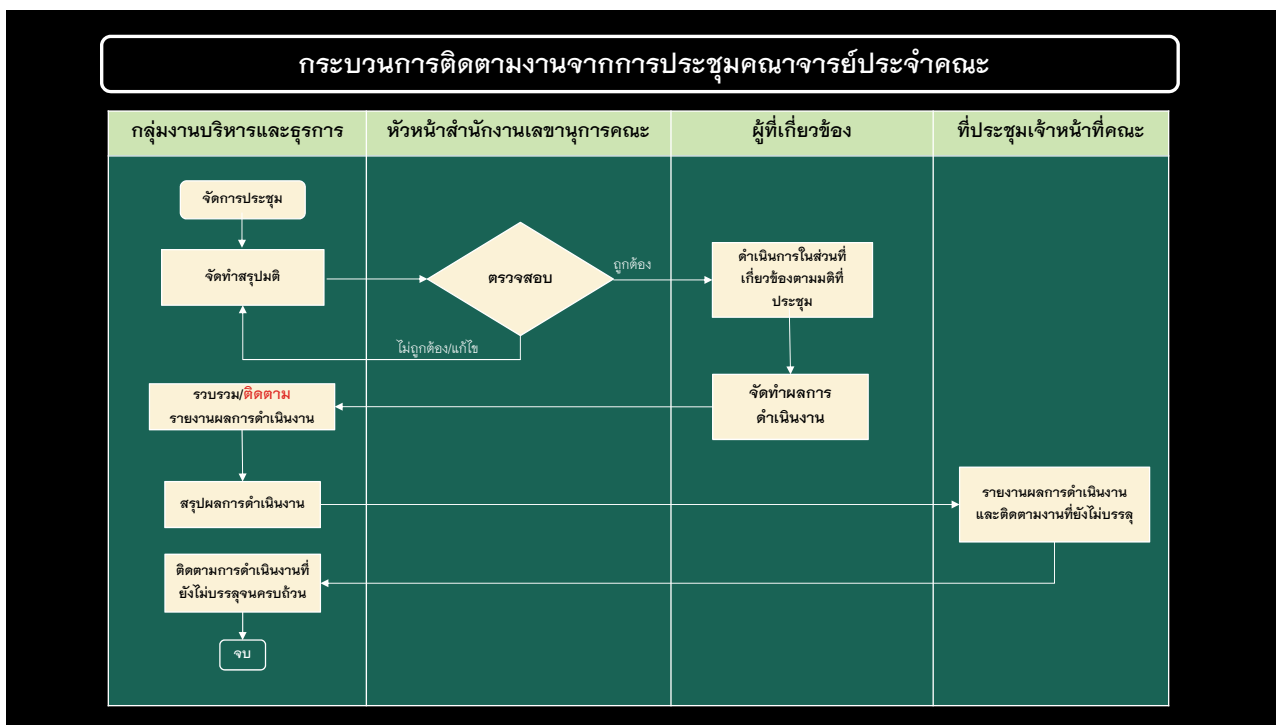 กระบวนการติดตามงานจากการประชุมคณาจารย์ประจำคณะ
กลุ่มงานบริหารและธุรการ
หัวหน้าสำนักงานเลขานุการคณะ
ผู้ที่เกี่ยวข้อง
ที่ประชุมเจ้าหน้าที่คณะ
จัดการประชุม
จัดทำสรุปมติ
ตรวจสอบ
ถูกต้อง
ดำเนินการในส่วนที่
เกี่ยวข้องตามมติที่
ประชุม
ไม่ถูกต้อง/แก้ไข
รวบรวม/ติดตาม
รายงานผลการดำเนินงาน
จัดทำผลการ
ดำเนินงาน
สรุปผลการดำเนินงาน
รายงานผลการดำเนินงาน
และติดตามงานที่ยังไม่บรรลุ
ติดตามการดำเนินงานที่
ยังไม่บรรลุจนครบถ้วน
จบ